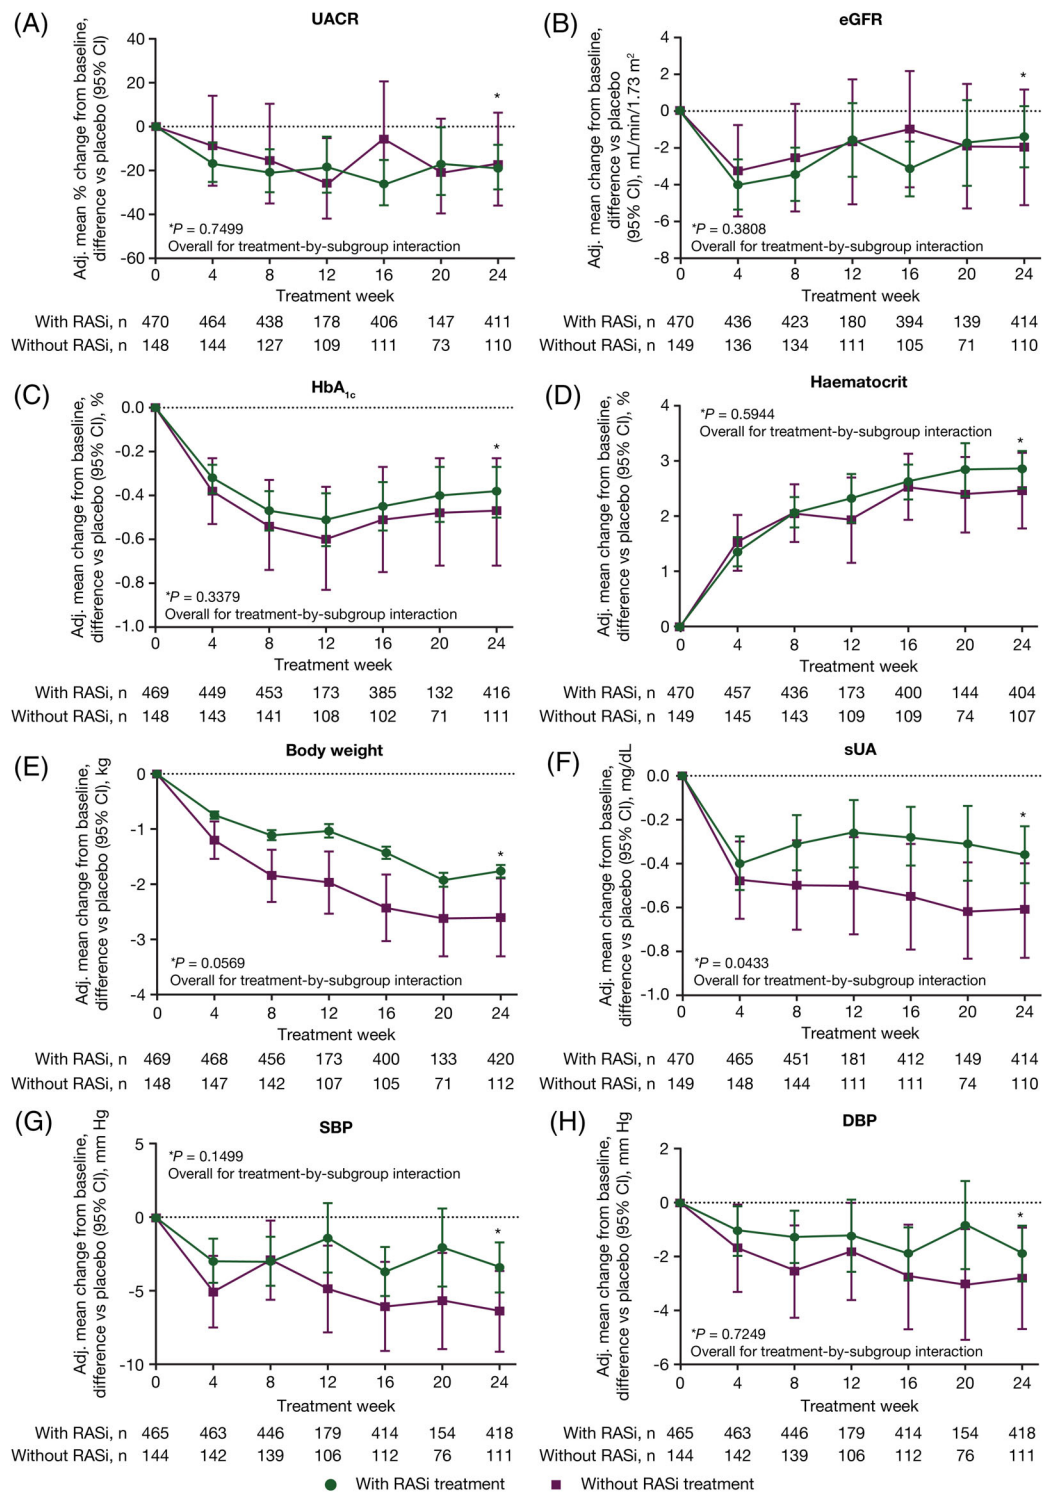 (A)
UACR
Adj. mean % change from baseline,
difference vs placebo (95% CI)
40
20
0
-20
-40
-60
*
*P = 0.7499
Overall for treatment-by-subgroup interaction
0 4 8 12 16 20 24
Treatment week
With RASi, n 470 464 438 178 406 147 411
Without RASi, n 148 144 127 109 111 73 110
(B)
eGFR
Adj. mean change from baseline,
difference vs placebo
(95% CI), mL/min/1.73 m²
4
2
0
-2
-4
-6
-8
*
*P = 0.3808
Overall for treatment-by-subgroup interaction
0 4 8 12 16 20 24
Treatment week
With RASi, n 470 436 423 180 394 139 414
Without RASi, n 149 136 134 111 105 71 110
(C)
HbA1c
Adj. mean change from baseline,
difference vs placebo (95% CI), %
0.0
-0.2
-0.4
-0.6
-0.8
-1.0
*
*P = 0.3379
Overall for treatment-by-subgroup interaction
0 4 8 12 16 20 24
Treatment week
With RASi, n 469 449 453 173 385 132 416
Without RASi, n 148 143 141 108 102 71 111
(D)
Haematocrit
Adj. mean change from baseline,
difference vs placebo (95% CI), %
4
3
2
1
0
*P = 0.5944
Overall for treatment-by-subgroup interaction
*
0 4 8 12 16 20 24
Treatment week
With RASi, n 470 457 436 173 400 144 404
Without RASi, n 149 145 143 109 109 74 107
(E)
Body weight
Adj. mean change from baseline,
difference vs placebo (95% CI), kg
0
-1
-2
-3
-4
*
*P = 0.0569
Overall for treatment-by-subgroup interaction
0 4 8 12 16 20 24
Treatment week
With RASi, n 469 468 456 173 400 133 420
Without RASi, n 148 147 142 107 105 71 112
(F)
sUA
Adj. mean change from baseline,
difference vs placebo (95% CI), mg/dL
0.0
-0.2
-0.4
-0.6
-0.8
-1.0
*
*P = 0.0433
Overall for treatment-by-subgroup interaction
0 4 8 12 16 20 24
Treatment week
With RASi, n 470 465 451 181 412 149 414
Without RASi, n 149 148 144 111 111 74 110
(G)
SBP
Adj. mean change from baseline,
difference vs placebo (95% CI), mm Hg
5
0
-5
-10
*P = 0.1499
Overall for treatment-by-subgroup interaction
*
0 4 8 12 16 20 24
Treatment week
With RASi, n 465 463 446 179 414 154 418
Without RASi, n 144 142 139 106 112 76 111
(H)
DBP
Adj. mean change from baseline,
difference vs placebo (95% CI), mm Hg
2
0
-2
-4
-6
*
*P = 0.7249
Overall for treatment-by-subgroup interaction
0 4 8 12 16 20 24
Treatment week
With RASi, n 465 463 446 179 414 154 418
Without RASi, n 144 142 139 106 112 76 111
With RASi treatment
Without RASi treatment